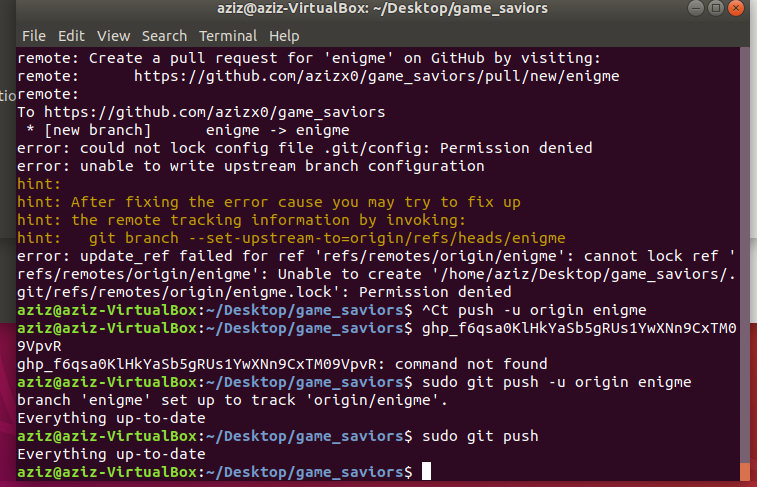 aziz@aziz-VirtualBox: ~/Desktop/game_saviors
File Edit View Search Terminal Help
remote: Create a pull request for 'enigme' on GitHub by visiting:
remote:      https://github.com/azizx0/game_saviors/pull/new/enigme
remote:
To https://github.com/azizx0/game_saviors
 * [new branch]      enigme -> enigme
error: could not lock config file .git/config: Permission denied
error: unable to write upstream branch configuration
hint:
hint: After fixing the error cause you may try to fix up
hint: the remote tracking information by invoking:
hint:   git branch --set-upstream-to=origin/refs/heads/enigme
error: update_ref failed for ref 'refs/remotes/origin/enigme': cannot lock ref '
refs/remotes/origin/enigme': Unable to create '/home/aziz/Desktop/game_saviors/.
git/refs/remotes/origin/enigme.lock': Permission denied
aziz@aziz-VirtualBox:~/Desktop/game_saviors$ ^Ct push -u origin enigme
aziz@aziz-VirtualBox:~/Desktop/game_saviors$ ghp_f6qsa0KlHkYaSb5gRUs1YwXNn9CxTM0
9VpvR
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: command not found
aziz@aziz-VirtualBox:~/Desktop/game_saviors$ sudo git push -u origin enigme
branch 'enigme' set up to track 'origin/enigme'.
Everything up-to-date
aziz@aziz-VirtualBox:~/Desktop/game_saviors$ sudo git push
Everything up-to-date
aziz@aziz-VirtualBox:~/Desktop/game_saviors$